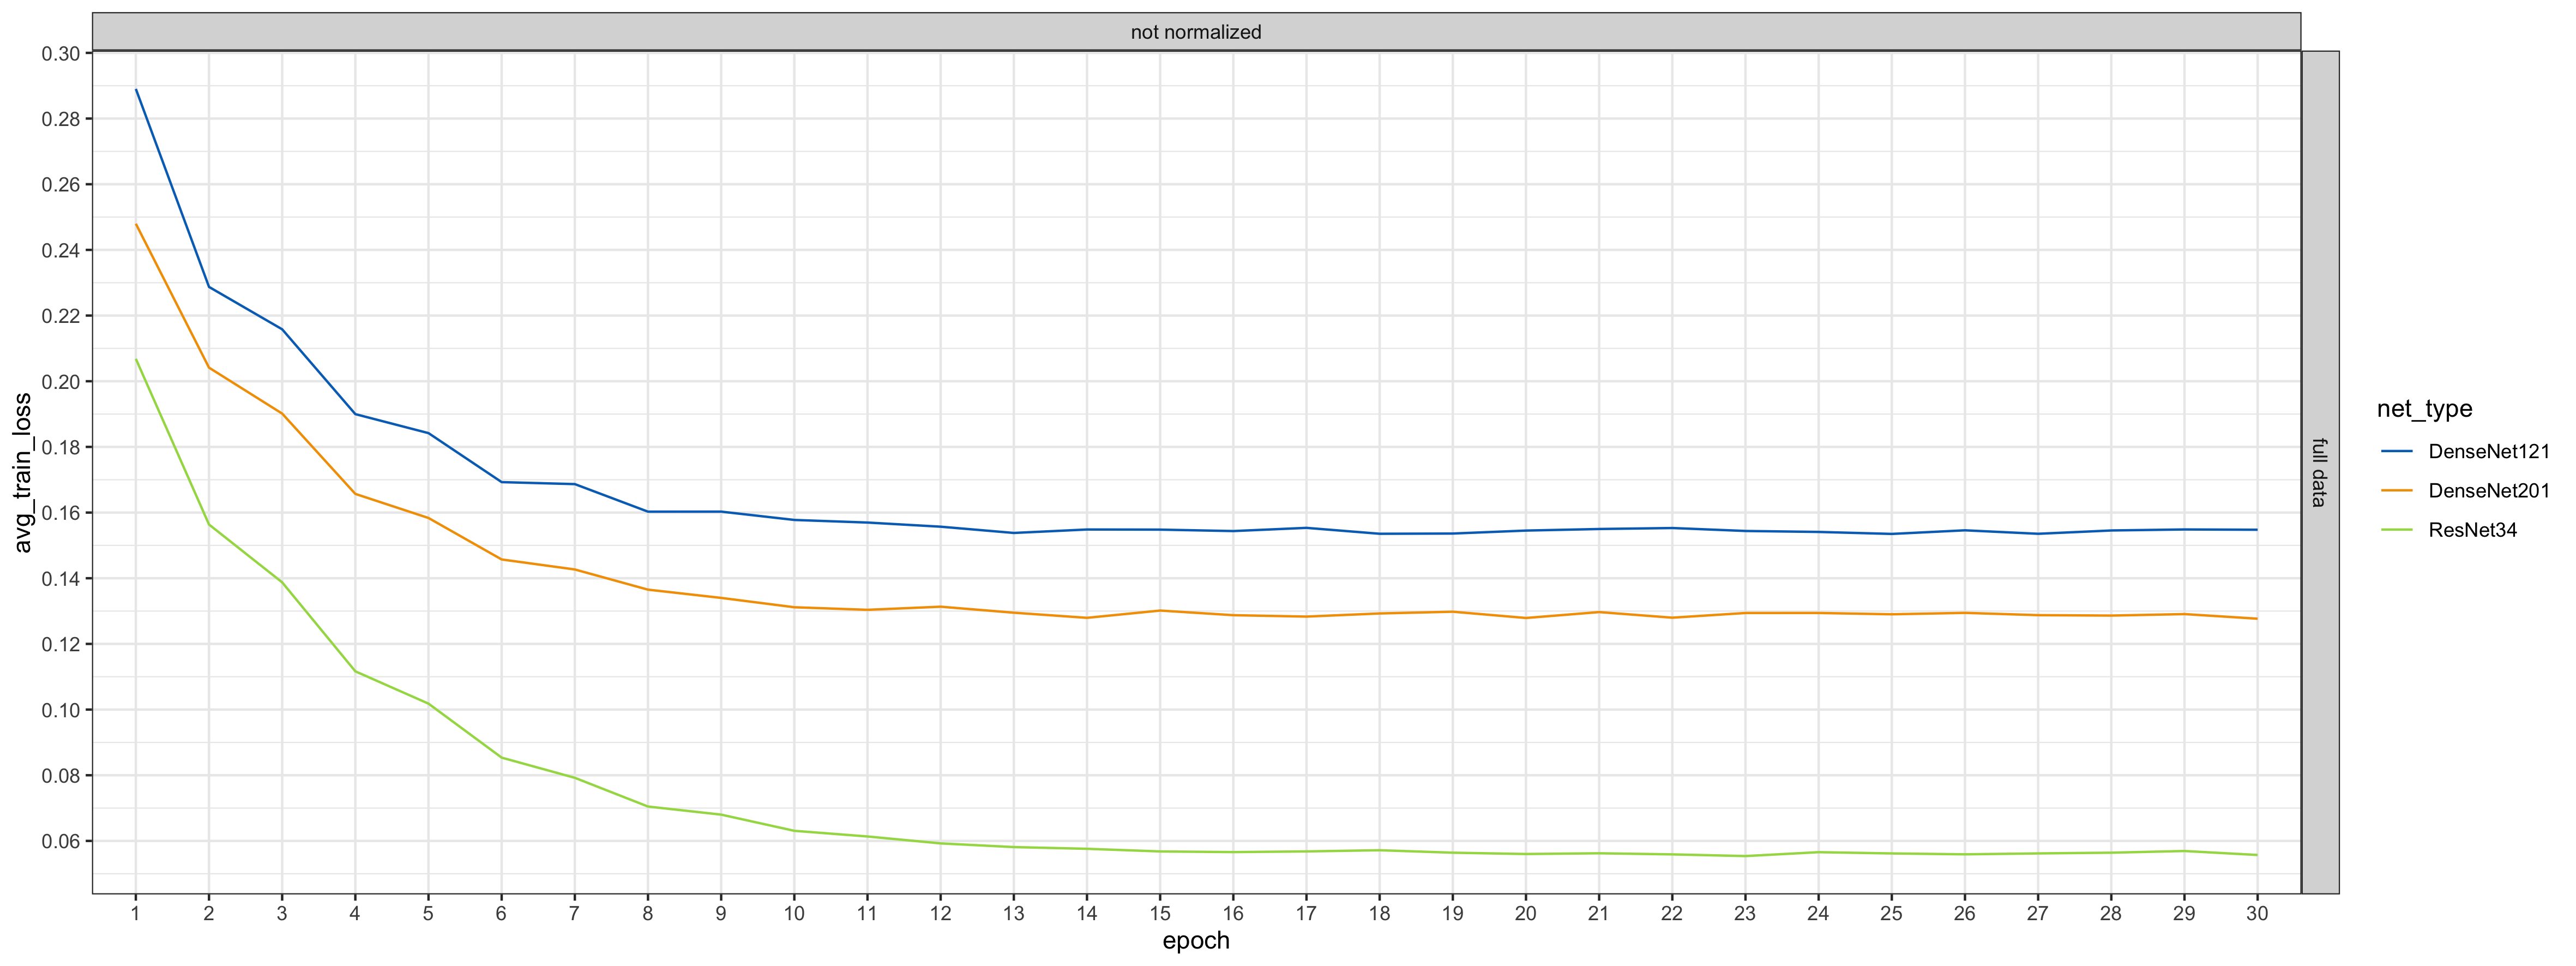 not normalized
0.30
0.28
0.26
0.24
0.22
0.20
0.18
0.16
0.14
0.12
0.10
0.08
0.06
avg_train_loss
1 2 3 4 5 6 7 8 9 10 11 12 13 14 15 16 17 18 19 20 21 22 23 24 25 26 27 28 29 30
epoch
full data
net_type
DenseNet121
DenseNet201
ResNet34